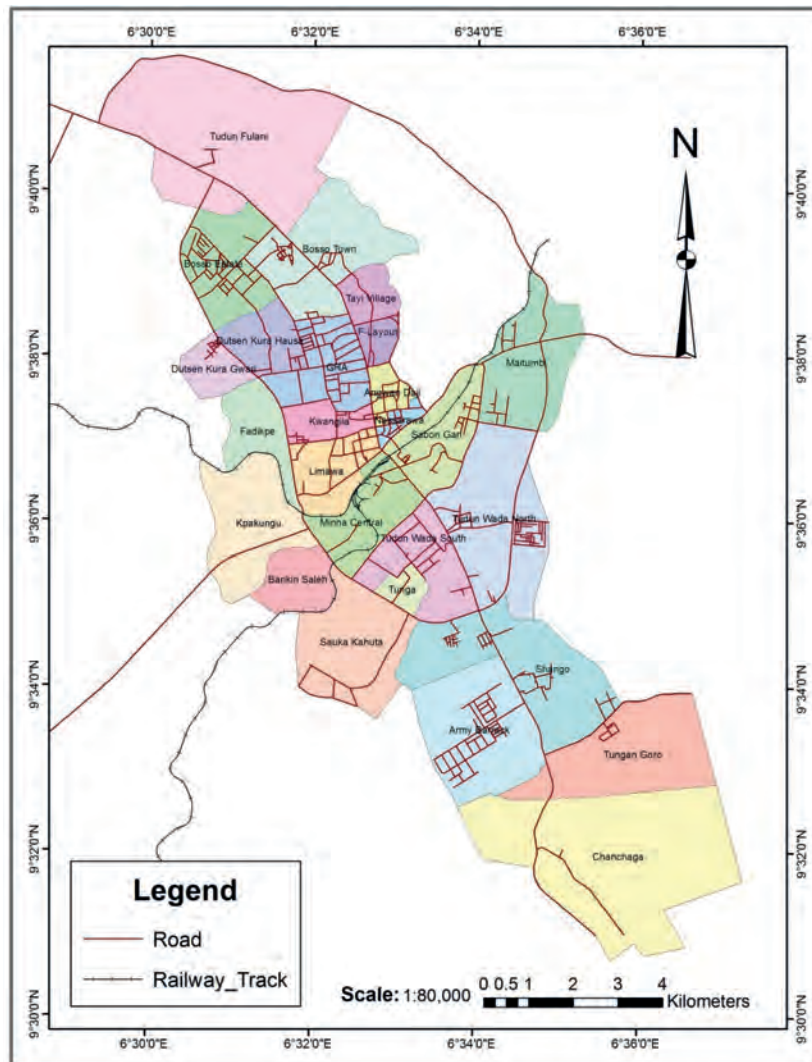 6°30'0"E 6°32'0"E 6°34'0"E 6°36'0"E
N
Tudun Fulani
9°40'0"N 9°40'0"N
Bosso Town
Bosso Estate
Tayi Village
F-Layout
Dutsen Kura Hausa
9°38'0"N 9°38'0"N
Maitumbi
Dutsen Kura Gwari
GRA
Angwan Daji
Kwangila
Nassarawa
Fadikpe
Sabon Gari
Limawa
9°36'0"N 9°36'0"N
Kpakungu
Minna Central
Tudun Wada North
Tudun Wada South
Barikin Saleh
Tunga
Sauka Kahuta
9°34'0"N 9°34'0"N
Shango
Army Barack
Tungan Goro
9°32'0"N 9°32'0"N
Chanchaga
Legend
Road
Railway_Track
Scale: 1:80,000
0 0.5 1 2 3 4
Kilometers
9°30'0"N 9°30'0"N
6°30'0"E 6°32'0"E 6°34'0"E 6°36'0"E